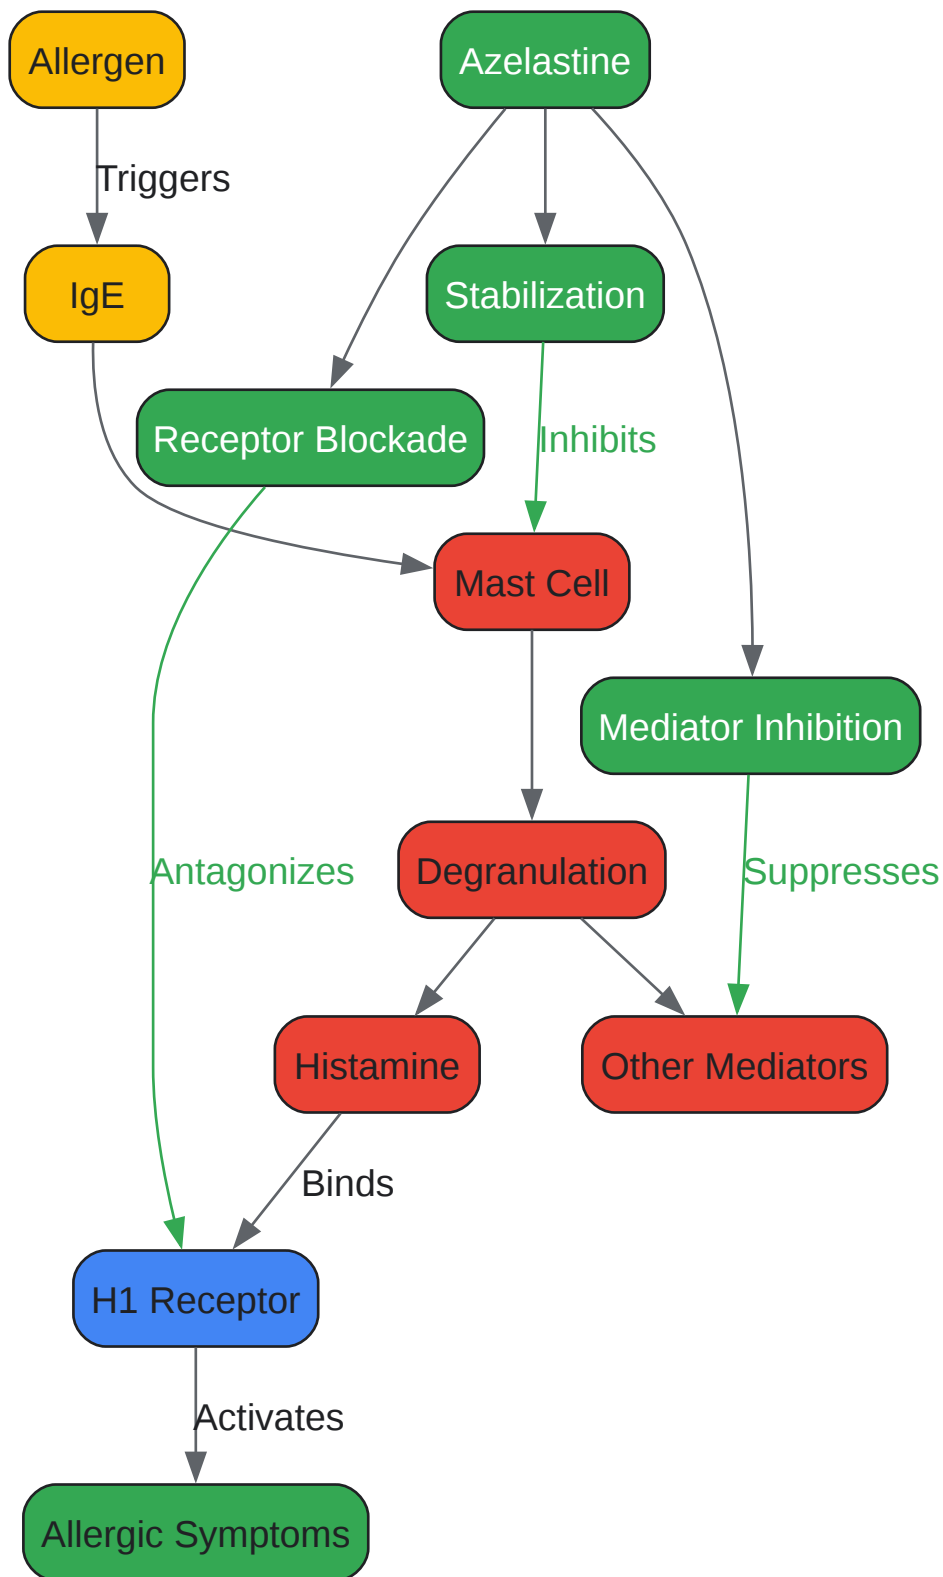 Allergen
Azelastine
Triggers
IgE
Stabilization
Receptor Blockade
Inhibits
Mast Cell
Mediator Inhibition
Antagonizes
Degranulation
Suppresses
Histamine
Other Mediators
Binds
H1 Receptor
Activates
Allergic Symptoms